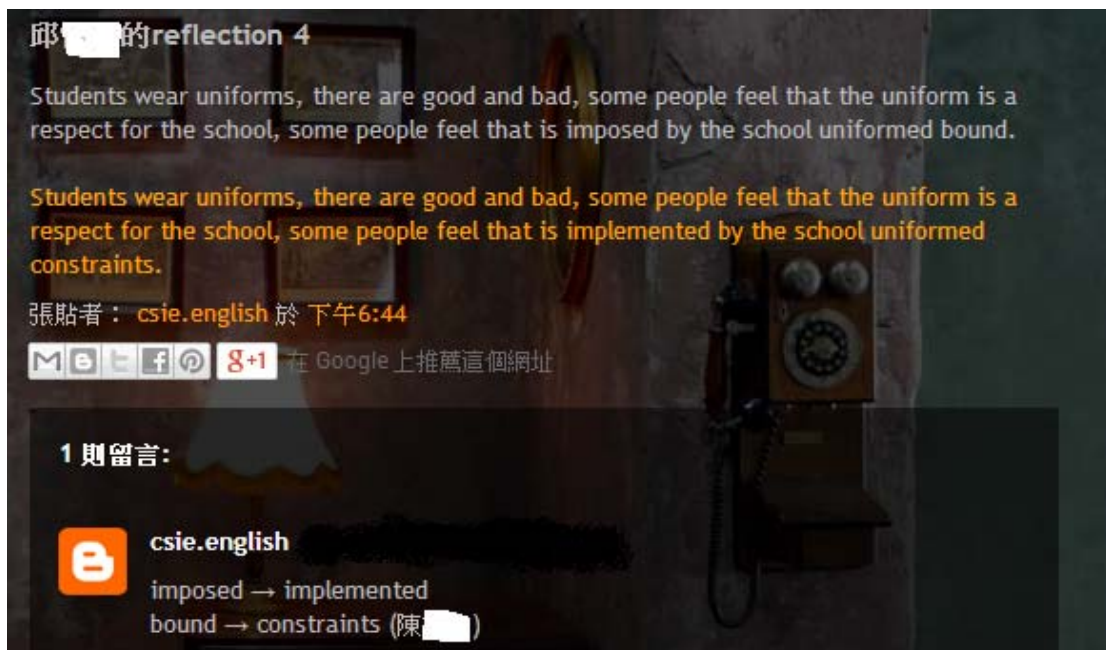 邱 的reflection 4
Students wear uniforms, there are good and bad, some people feel that the uniform is a
respect for the school, some people feel that is imposed by the school uniformed bound.
Students wear uniforms, there are good and bad, some people feel that the uniform is a
respect for the school, some people feel that is implemented by the school uniformed
constraints.
張貼者： csie.english 於 下午6:44
g+1 在 Google 上推薦這個網址
1 則留言:
csie.english
imposed → implemented
bound → constraints (陳 )